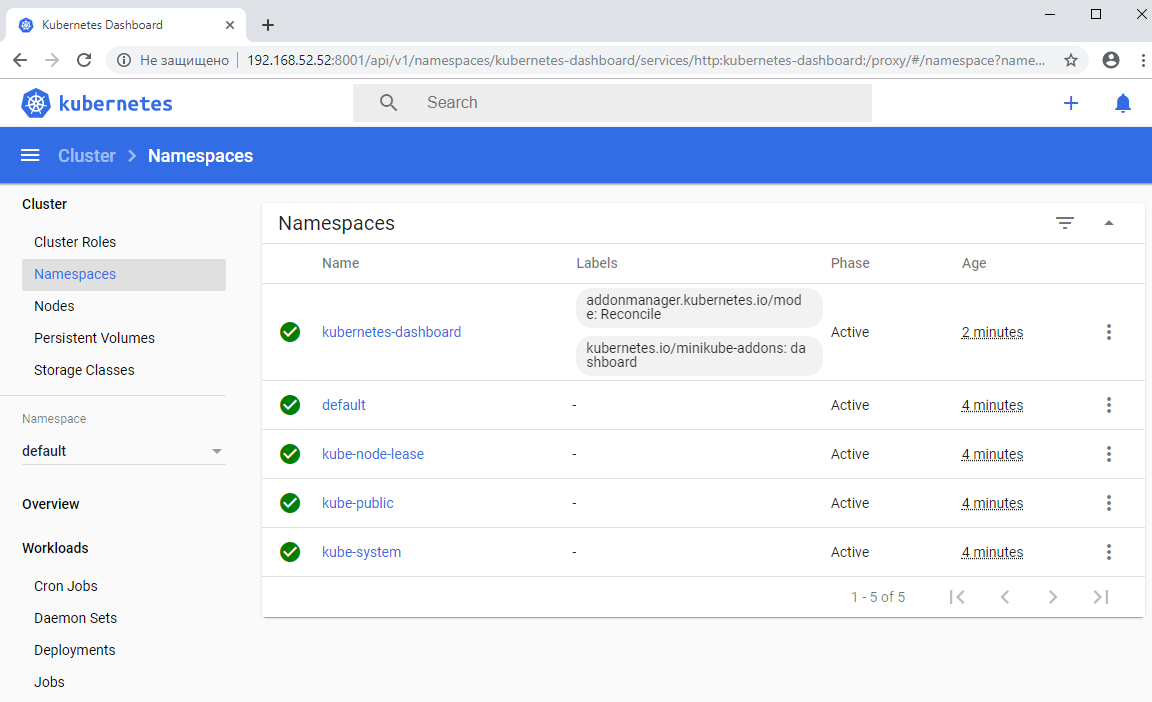 Kubernetes Dashboard
Не защищено 192.168.52.52:8001/api/v1/namespaces/kubernetes-dashboard/services/http:kubernetes-dashboard:/proxy/#/namespace?name...
kubernetes
Search
Cluster Namespaces
Cluster
Cluster Roles
Namespaces
Nodes
Persistent Volumes
Storage Classes
Namespace
default
Overview
Workloads
Cron Jobs
Daemon Sets
Deployments
Jobs
Namespaces
Name Labels Phase Age
addonmanager.kubernetes.io/mod
e: Reconcile
kubernetes-dashboard Active 2 minutes
kubernetes.io/minikube-addons: da
shboard
default - Active 4 minutes
kube-node-lease - Active 4 minutes
kube-public - Active 4 minutes
kube-system - Active 4 minutes
1 - 5 of 5